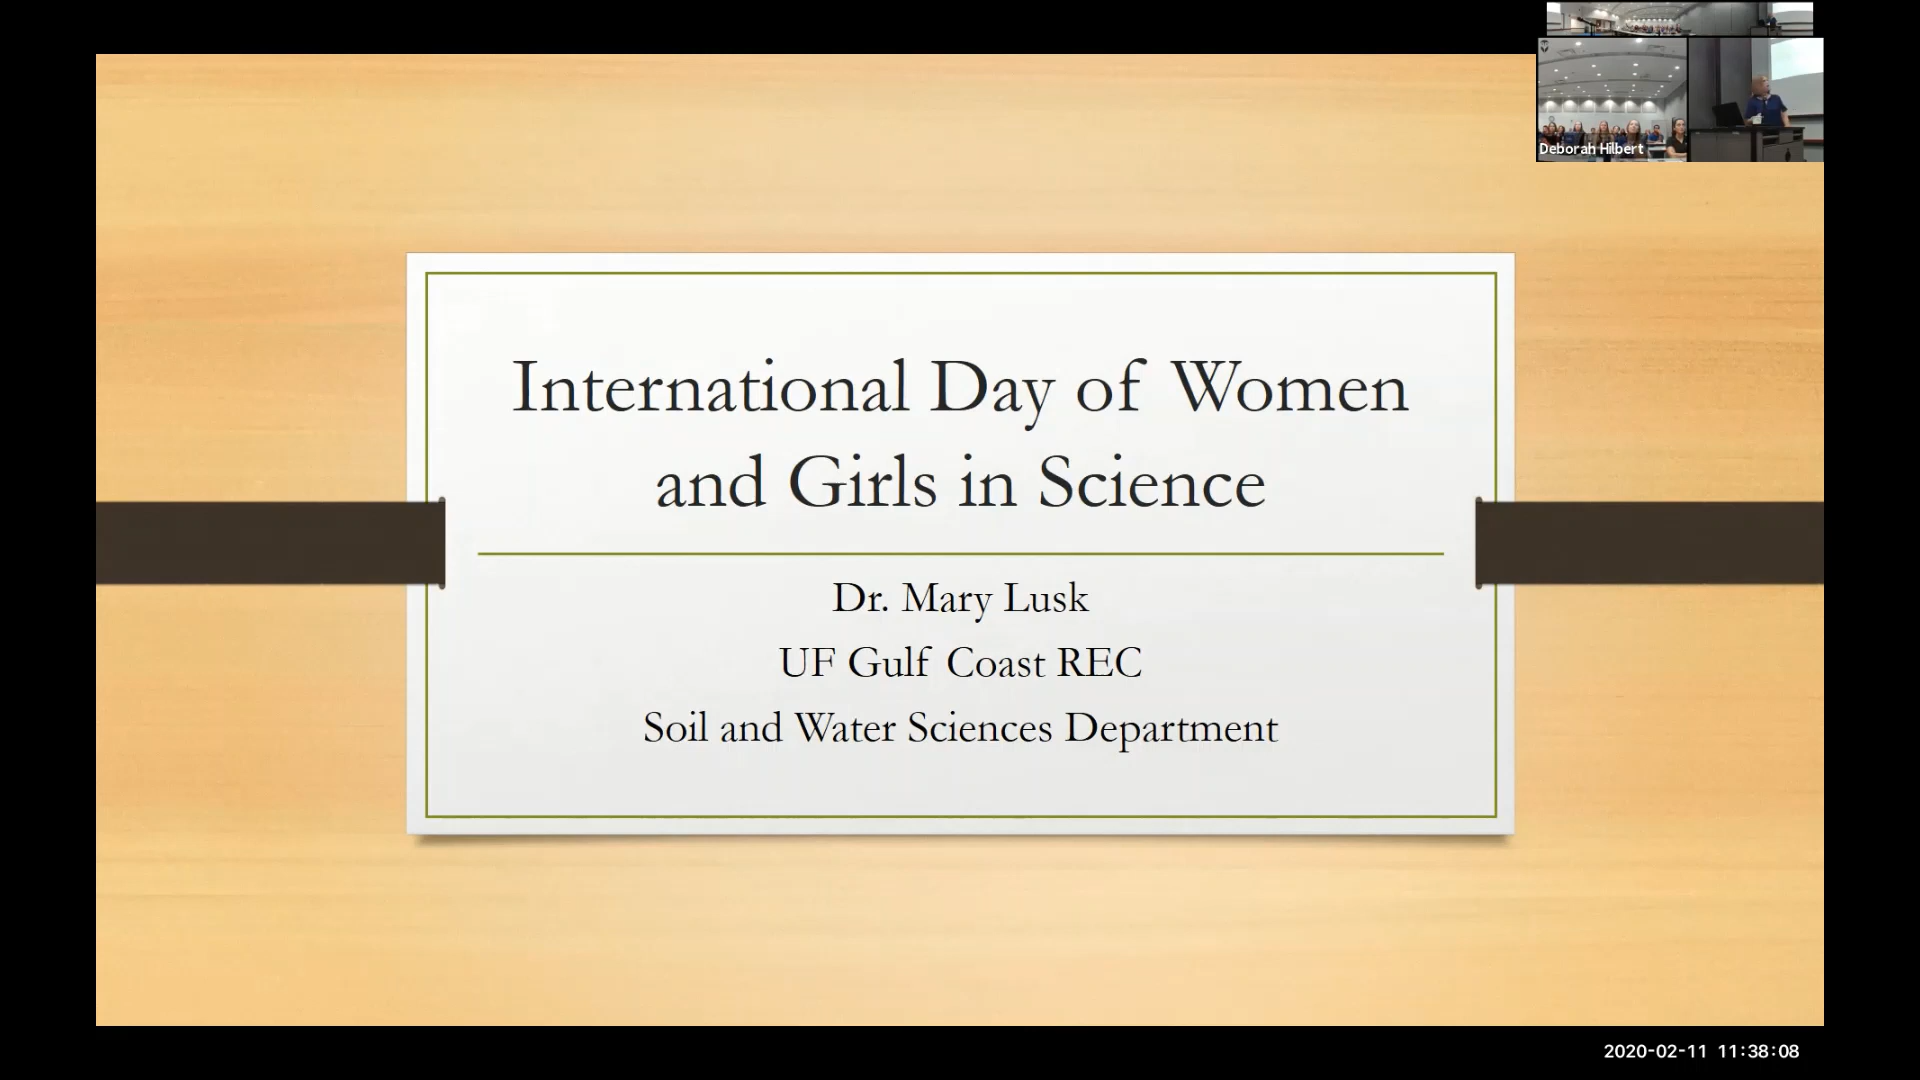 Deborah Hilbert
International Day of Women
and Girls in Science
Dr. Mary Lusk
UF Gulf Coast REC
Soil and Water Sciences Department
2020-02-11 11:38:08